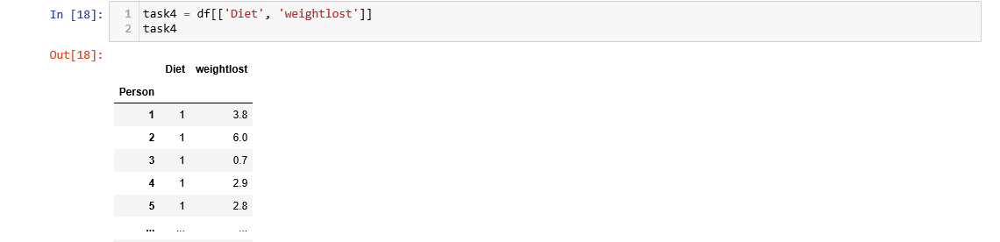 In [18]:
1 task4 = df[['Diet', 'weightlost']]
2 task4
Out[18]:
Diet weightlost
Person
1 1 3.8
2 1 6.0
3 1 0.7
4 1 2.9
5 1 2.8
... ... ...